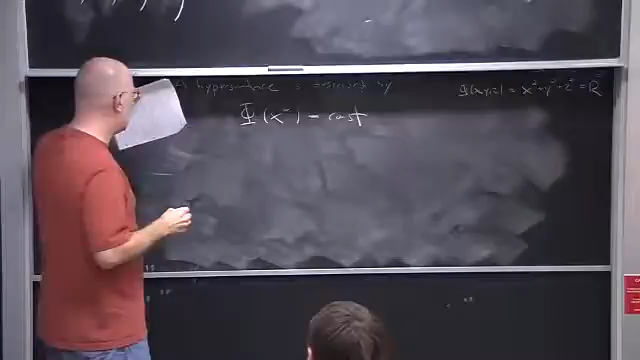 A hypersurface is described by
Φ(x,y,z) = x² + y² + z² = R²
Φ(x^α) = const